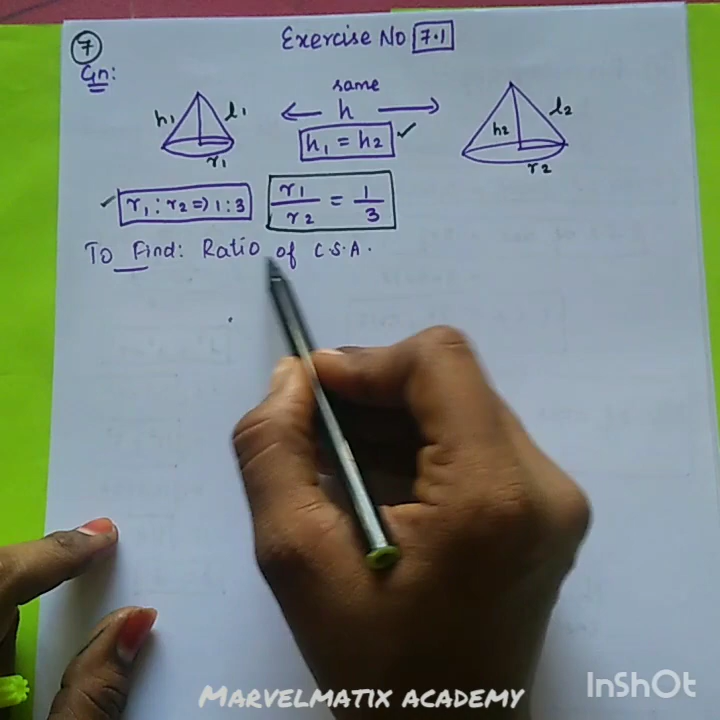 7 Exercise No 7.1
Gn:
same
h1 l1 h h2 l2
r1 h1 = h2 r2
r1 : r2 => 1 : 3 r1/r2 = 1/3
To Find: Ratio of C.S.A.
MARVELMATIX ACADEMY
InShOt